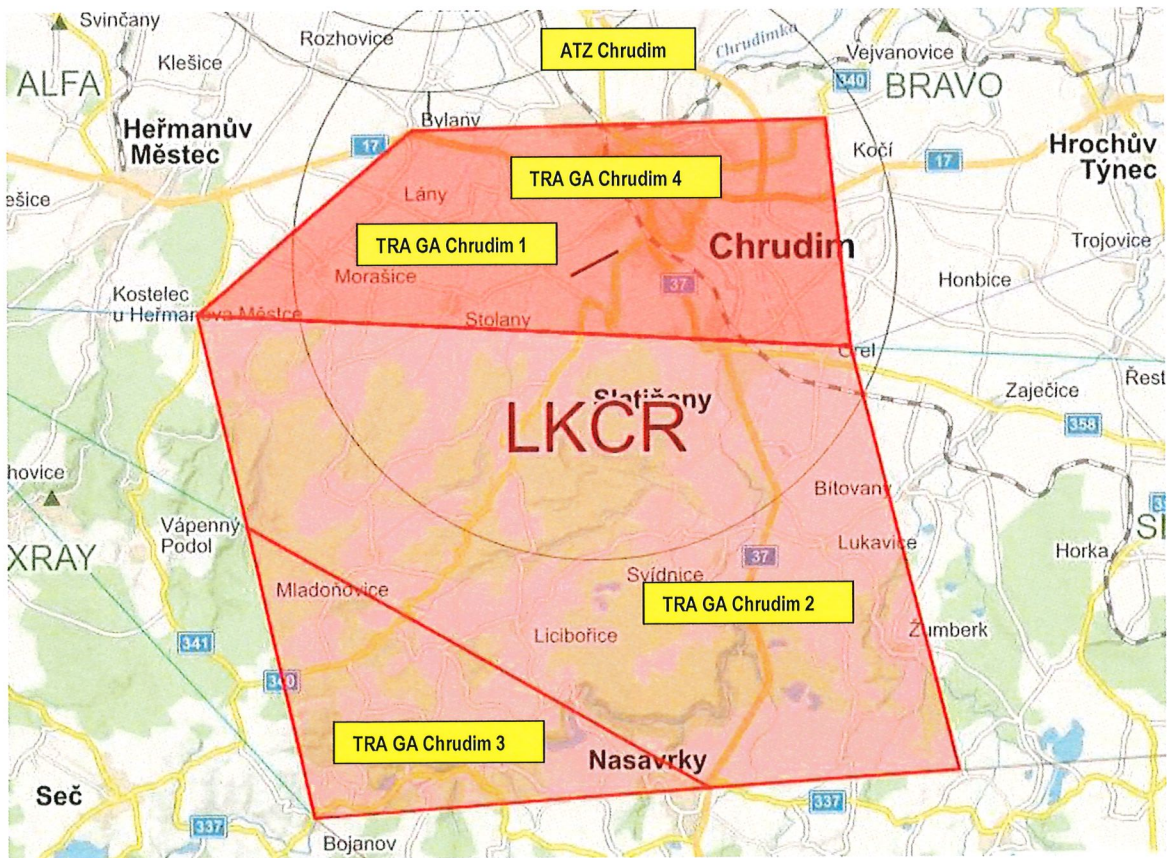 Svinčany
Rozhovice
ATZ Chrudim
Chrudimka
Vejvanovice
Klešice
ALFA
340
BRAVO
Heřmanův
Městec
17
Bylany
Kočí
17
Hrochův
Týnec
TRA GA Chrudim 4
Lány
TRA GA Chrudim 1
Chrudim
Trojovice
Morašice
37
Honbice
Kostelec
u Heřmanova Městce
Stolany
Orel
Zaječice
Slatiňany
LKCR
358
Bítovany
Vápenný
Podol
XRAY
Lukavice
Horka
37
Svídnice
Mladoňovice
TRA GA Chrudim 2
Licibořice
Žumberk
341
340
TRA GA Chrudim 3
Nasavrky
Seč
337
337
Bojanov